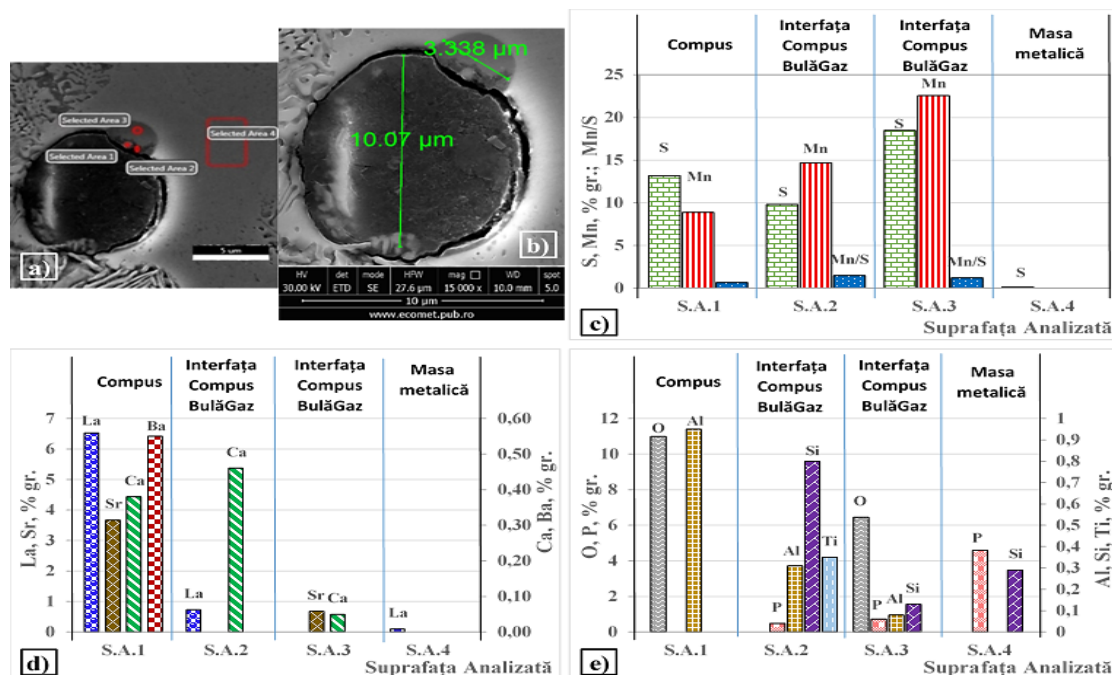 Selected Area 3
Selected Area 4
Selected Area 1
Selected Area 2
5 um
a)
3.338 µm
10.07 µm
b)
HV det mode HFW mag WD spot
30.00 kV ETD SE 27.6 µm 15 000 x 10.0 mm 5.0
10 µm
www.ecomet.pub.ro
Compus
Interfața
Compus
BulăGaz
Interfața
Compus
BulăGaz
Masa
metalică
S, Mn, % gr.; Mn/S
25
20
15
10
5
0
S Mn
S Mn Mn/S
S Mn Mn/S
S
S.A.1 S.A.2 S.A.3 S.A.4
c)
Suprafața Analizată
Compus
Interfața
Compus
BulăGaz
Interfața
Compus
BulăGaz
Masa
metalică
La, Sr, % gr.
7
6
5
4
3
2
1
0
La Sr Ca Ba
La Ca
Sr Ca
La
0,60
0,50
0,40
0,30
0,20
0,10
0,00
Ca, Ba, % gr.
S.A.1 S.A.2 S.A.3 S.A.4
d)
Suprafața Analizată
Compus
Interfața
Compus
BulăGaz
Interfața
Compus
BulăGaz
Masa
metalică
O, P, % gr.
12
10
8
6
4
2
0
O Al
P Al Si Ti
O P Al Si
P Si
1
0,9
0,8
0,7
0,6
0,5
0,4
0,3
0,2
0,1
0
Al, Si, Ti, % gr.
S.A.1 S.A.2 S.A.3 S.A.4
e)
Suprafața Analizată